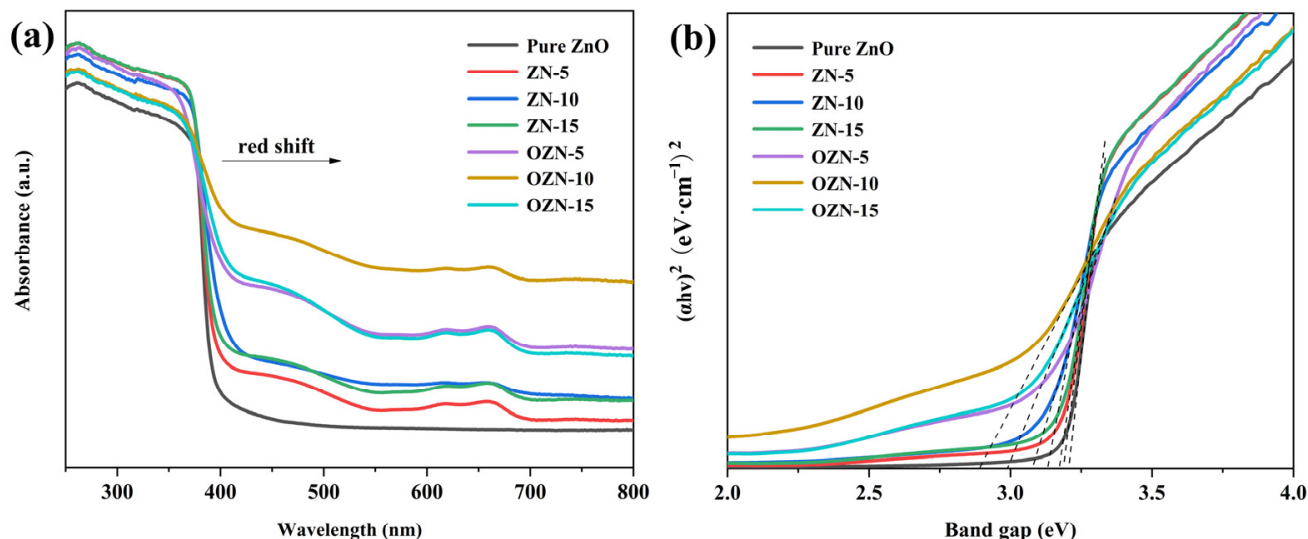 (a)
Pure ZnO
ZN-5
ZN-10
ZN-15
OZN-5
OZN-10
OZN-15
red shift
Absorbance (a.u.)
300 400 500 600 700 800
Wavelength (nm)
(b)
Pure ZnO
ZN-5
ZN-10
ZN-15
OZN-5
OZN-10
OZN-15
(αhν)² (eV·cm⁻¹)²
2.0 2.5 3.0 3.5 4.0
Band gap (eV)